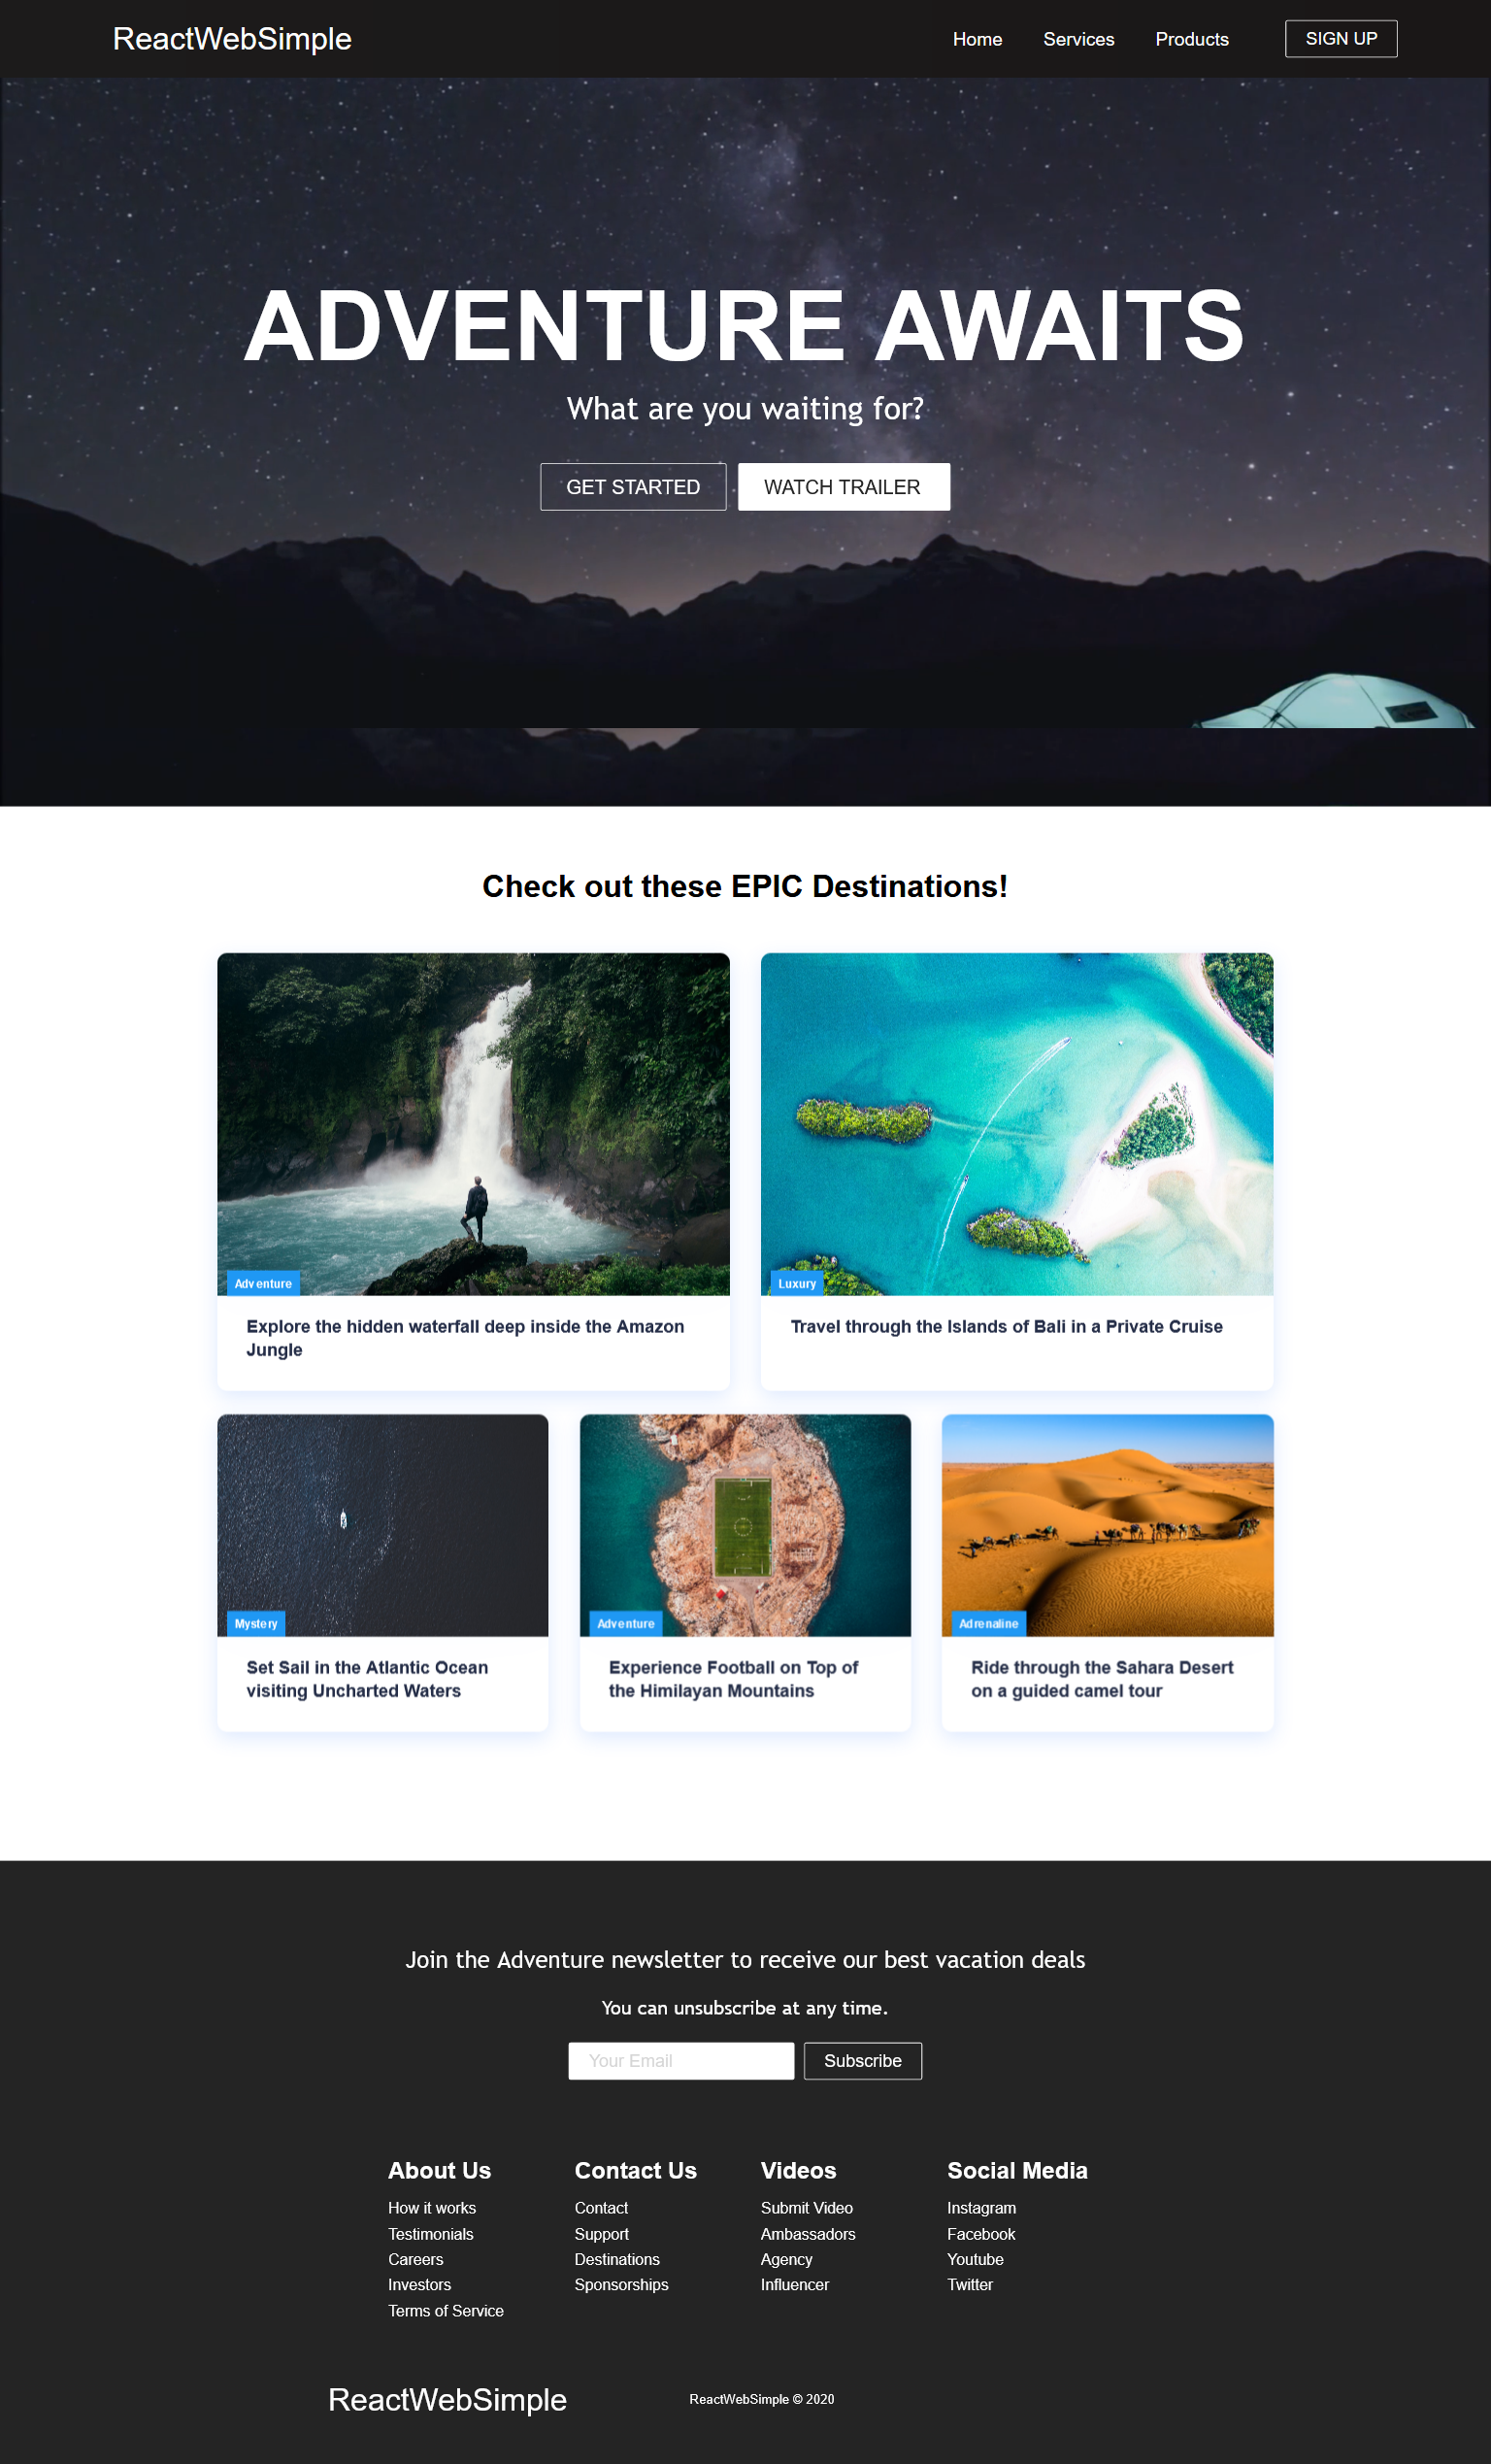 ReactWebSimple
Home Services Products SIGN UP
ADVENTURE AWAITS
What are you waiting for?
GET STARTED WATCH TRAILER
Check out these EPIC Destinations!
Adventure
Explore the hidden waterfall deep inside the Amazon
Jungle
Luxury
Travel through the Islands of Bali in a Private Cruise
Mystery
Set Sail in the Atlantic Ocean
visiting Uncharted Waters
Adventure
Experience Football on Top of
the Himilayan Mountains
Adrenaline
Ride through the Sahara Desert
on a guided camel tour
Join the Adventure newsletter to receive our best vacation deals
You can unsubscribe at any time.
Your Email Subscribe
About Us
How it works
Testimonials
Careers
Investors
Terms of Service
Contact Us
Contact
Support
Destinations
Sponsorships
Videos
Submit Video
Ambassadors
Agency
Influencer
Social Media
Instagram
Facebook
Youtube
Twitter
ReactWebSimple
ReactWebSimple © 2020